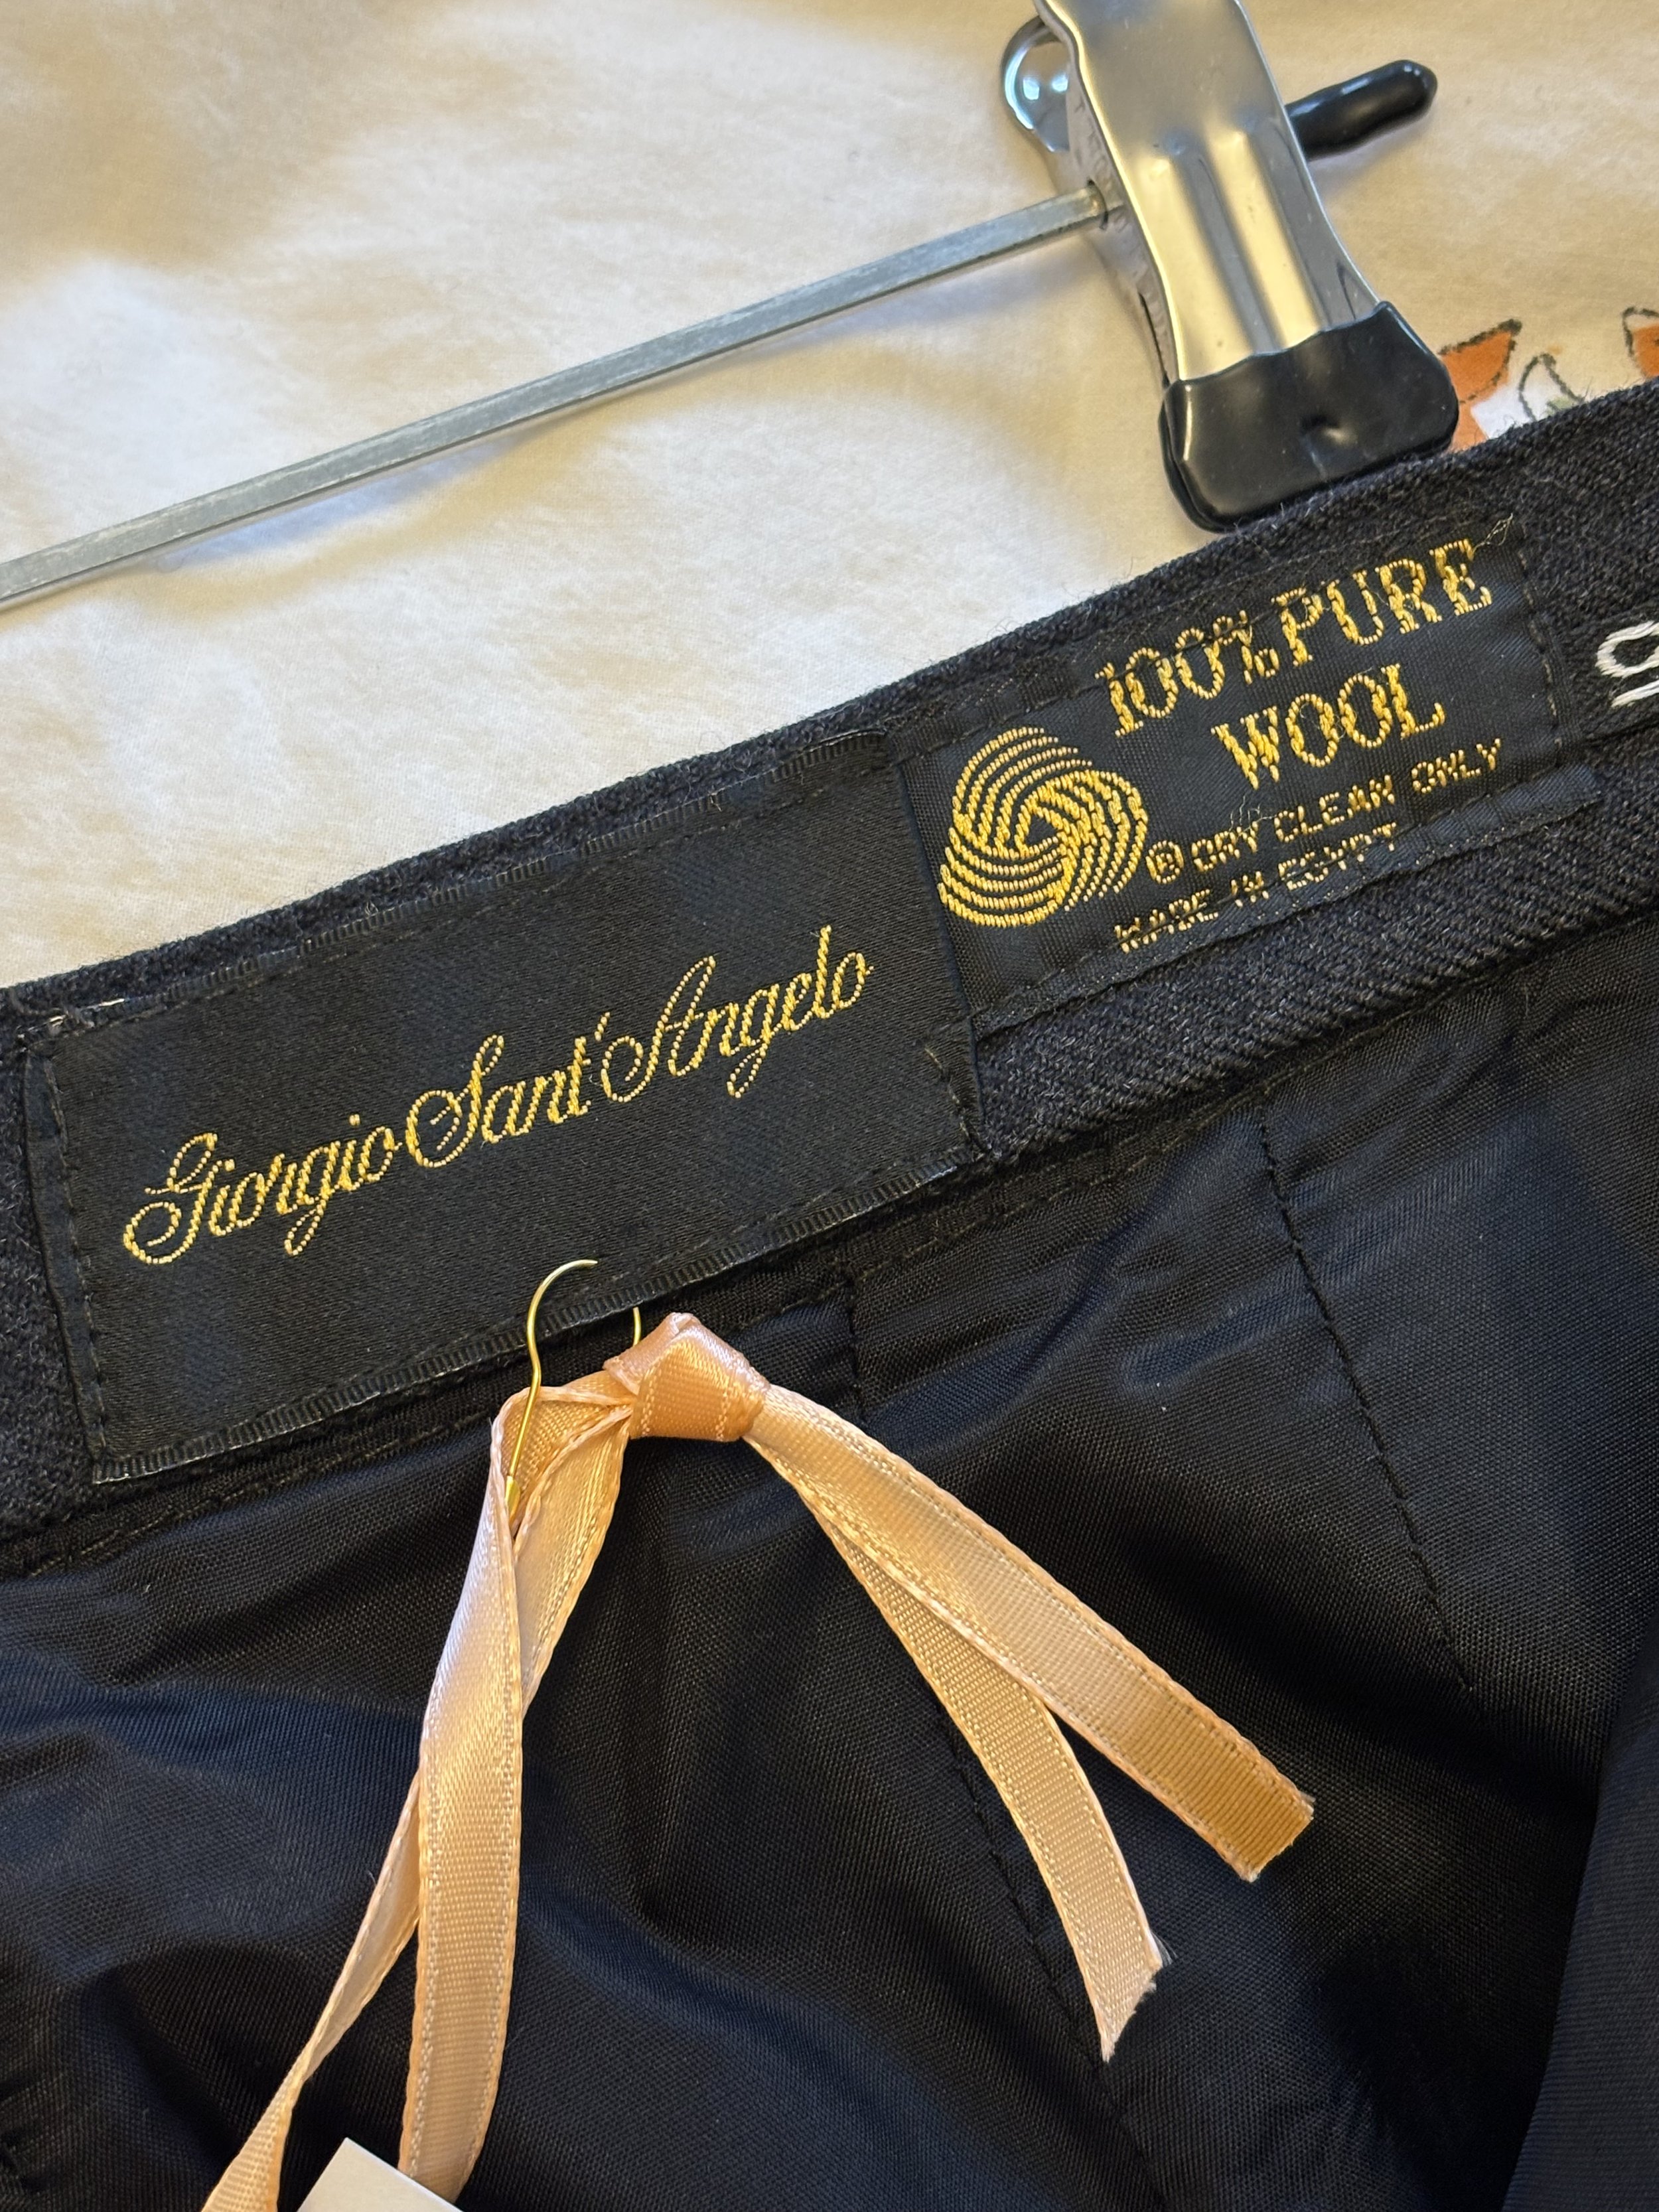 Giorgio Sant'Angelo
100% PURE
WOOL
® DRY CLEAN ONLY
MADE IN EGYPT